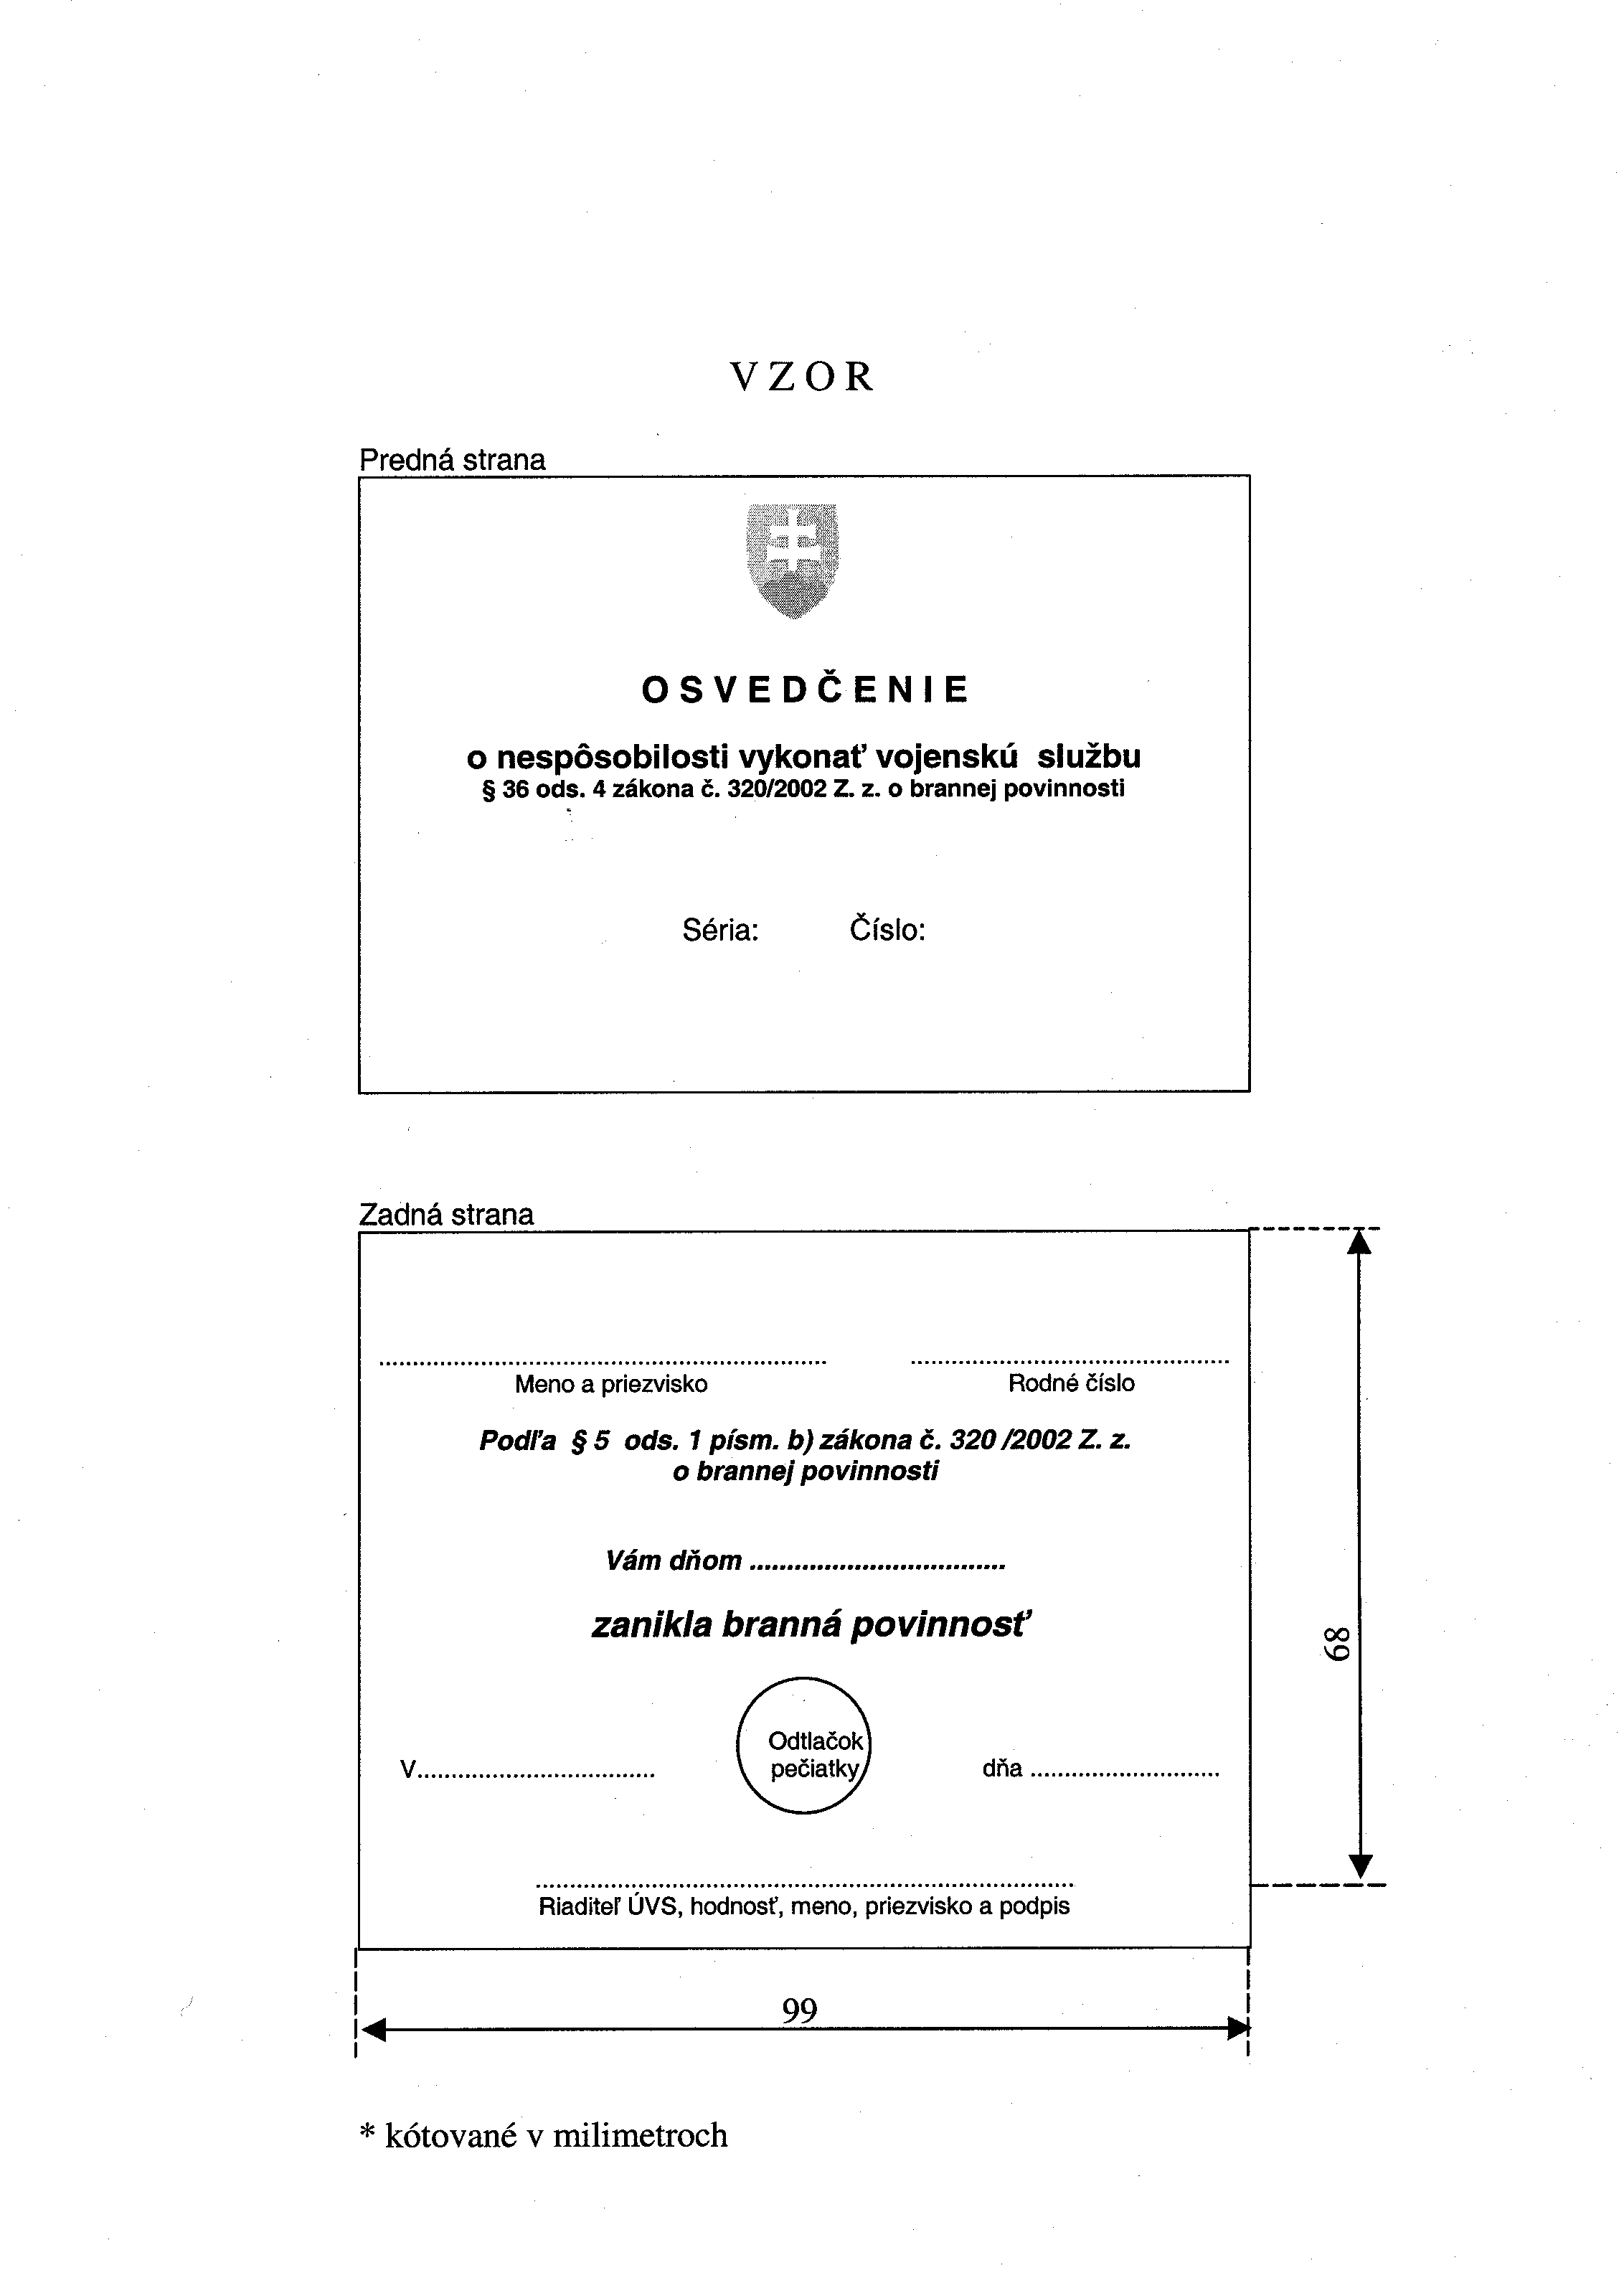 V Z O R
Predná strana
O S V E D Č E N I E
o nespôsobilosti vykonať vojenskú službu
§ 36 ods. 4 zákona č. 320/2002 Z. z. o brannej povinnosti
Séria: Číslo:
Zadná strana
................................................................ ..............................................
Meno a priezvisko Rodné číslo
Podľa § 5 ods. 1 písm. b) zákona č. 320 /2002 Z. z.
o brannej povinnosti
Vám dňom ..................................
zanikla branná povinnosť
68
Odtlačok
pečiatky
V.................................. dňa ...........................
..............................................................................
Riaditeľ ÚVS, hodnosť, meno, priezvisko a podpis
99
* kótované v milimetroch